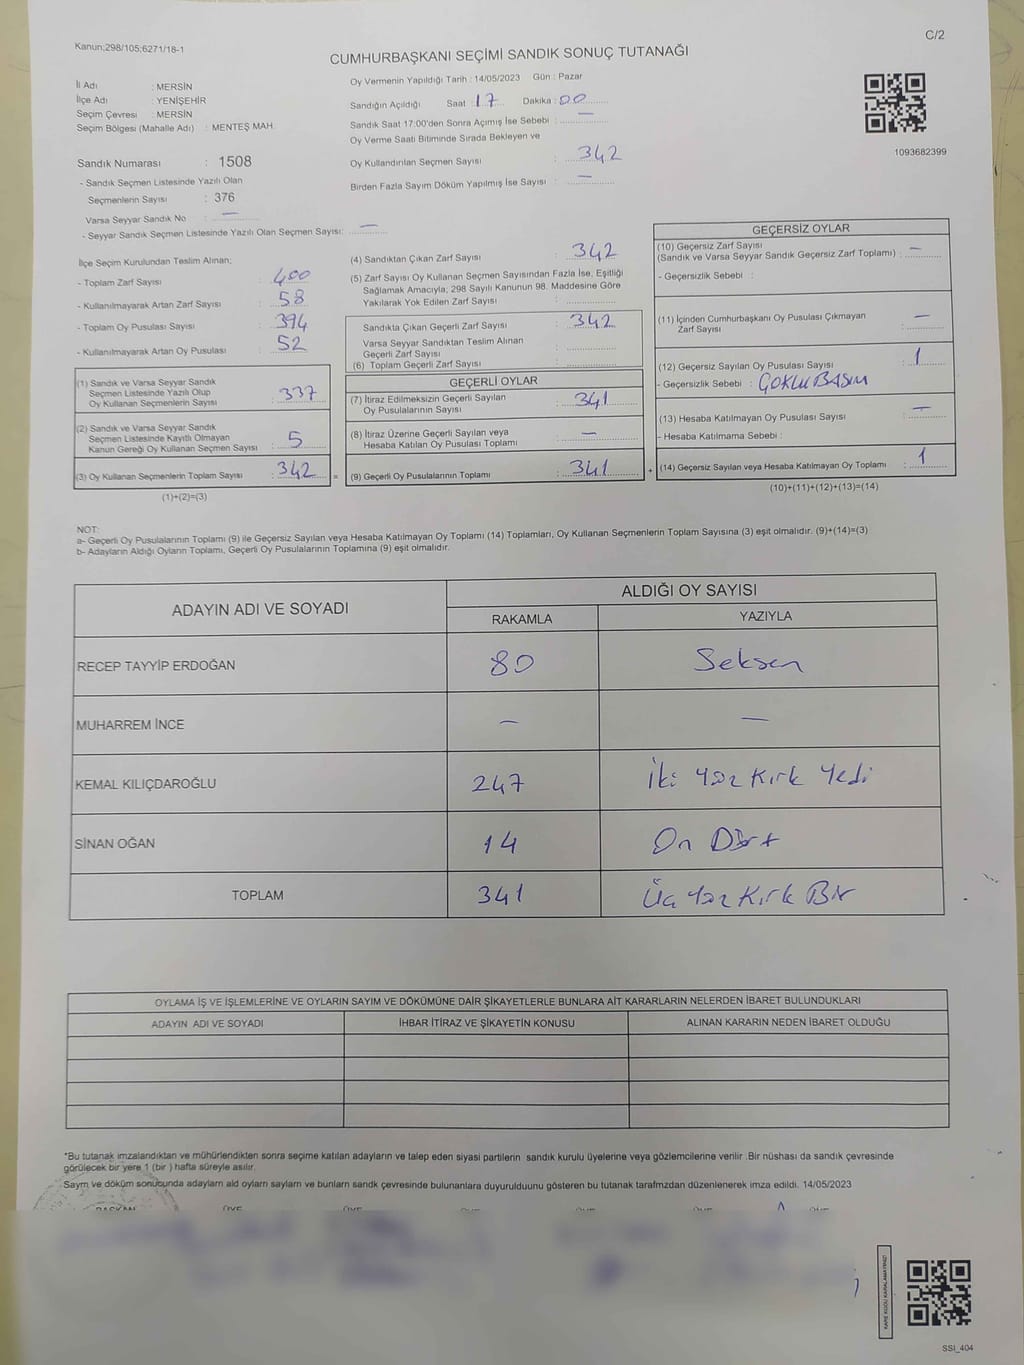 Kanun;298/105;6271/18-1
C/2
CUMHURBAŞKANI SEÇİMİ SANDIK SONUÇ TUTANAĞI
İl Adı : MERSİN
İlçe Adı : YENİŞEHİR
Seçim Çevresi : MERSİN
Seçim Bölgesi (Mahalle Adı) : MENTEŞ MAH.
Sandık Numarası : 1508
- Sandık Seçmen Listesinde Yazılı Olan
Seçmenlerin Sayısı : 376
Varsa Seyyar Sandık No : —
- Seyyar Sandık Seçmen Listesinde Yazılı Olan Seçmen Sayısı: —
Oy Vermenin Yapıldığı Tarih : 14/05/2023 Gün : Pazar
Sandığın Açıldığı Saat : 17 Dakika : 00
Sandık Saat 17:00'den Sonra Açımış İse Sebebi : —
Oy Verme Saati Bitiminde Sırada Bekleyen ve
Oy Kullandırılan Seçmen Sayısı : 342
Birden Fazla Sayım Döküm Yapılmış İse Sayısı : —
1093682399
İlçe Seçim Kurulundan Teslim Alınan;
- Toplam Zarf Sayısı : 400
- Kullanılmayarak Artan Zarf Sayısı : 58
- Toplam Oy Pusulası Sayısı : 394
- Kullanılmayarak Artan Oy Pusulası : 52
(1) Sandık ve Varsa Seyyar Sandık
Seçmen Listesinde Yazılı Olup
Oy Kullanan Seçmenlerin Sayısı : 337
(2) Sandık ve Varsa Seyyar Sandık
Seçmen Listesinde Kayıtlı Olmayan
Kanun Gereği Oy Kullanan Seçmen Sayısı : 5
(3) Oy Kullanan Seçmenlerin Toplam Sayısı : 342 =
(1)+(2)=(3)
(4) Sandıktan Çıkan Zarf Sayısı : 342
(5) Zarf Sayısı Oy Kullanan Seçmen Sayısından Fazla İse, Eşitliği
Sağlamak Amacıyla; 298 Sayılı Kanunun 98. Maddesine Göre
Yakılarak Yok Edilen Zarf Sayısı :
Sandıkta Çıkan Geçerli Zarf Sayısı : 342
Varsa Seyyar Sandıktan Teslim Alınan
Geçerli Zarf Sayısı :
(6) Toplam Geçerli Zarf Sayısı :
GEÇERLİ OYLAR
(7) İtiraz Edilmeksizin Geçerli Sayılan
Oy Pusulalarının Sayısı : 341
(8) İtiraz Üzerine Geçerli Sayılan veya
Hesaba Katılan Oy Pusulası Toplamı : —
(9) Geçerli Oy Pusulalarının Toplamı : 341 +
GEÇERSİZ OYLAR
(10) Geçersiz Zarf Sayısı
(Sandık ve Varsa Seyyar Sandık Geçersiz Zarf Toplamı) : —
- Geçersizlik Sebebi :
(11) İçinden Cumhurbaşkanı Oy Pusulası Çıkmayan
Zarf Sayısı : —
(12) Geçersiz Sayılan Oy Pusulası Sayısı : 1
- Geçersizlik Sebebi : ÇOKLU BASIM
(13) Hesaba Katılmayan Oy Pusulası Sayısı : —
- Hesaba Katılmama Sebebi :
(14) Geçersiz Sayılan veya Hesaba Katılmayan Oy Toplamı : 1
(10)+(11)+(12)+(13)=(14)
NOT:
a- Geçerli Oy Pusulalarının Toplamı (9) ile Geçersiz Sayılan veya Hesaba Katılmayan Oy Toplamı (14) Toplamları, Oy Kullanan Seçmenlerin Toplam Sayısına (3) eşit olmalıdır. (9)+(14)=(3)
b- Adayların Aldığı Oyların Toplamı, Geçerli Oy Pusulalarının Toplamına (9) eşit olmalıdır.
ADAYIN ADI VE SOYADI
ALDIĞI OY SAYISI
RAKAMLA YAZIYLA
RECEP TAYYİP ERDOĞAN 80 Seksen
MUHARREM İNCE — —
KEMAL KILIÇDAROĞLU 247 İki Yüz Kırk Yedi
SİNAN OĞAN 14 On Dört
TOPLAM 341 Üç Yüz Kırk Bir
OYLAMA İŞ VE İŞLEMLERİNE VE OYLARIN SAYIM VE DÖKÜMÜNE DAİR ŞİKAYETLERLE BUNLARA AİT KARARLARIN NELERDEN İBARET BULUNDUKLARI
ADAYIN ADI VE SOYADI İHBAR İTİRAZ VE ŞİKAYETİN KONUSU ALINAN KARARIN NEDEN İBARET OLDUĞU
*Bu tutanak imzalandıktan ve mühürlendikten sonra seçime katılan adayların ve talep eden siyasi partilerin sandık kurulu üyelerine veya gözlemcilerine verilir .Bir nüshası da sandık çevresinde
görülecek bir yere 1 (bir ) hafta süreyle asılır.
Sayım ve döküm sonucunda adayların ald oyların sayları ve bunların sandk çevresinde bulunanlara duyurulduunu gösteren bu tutanak tarafmzdan düzenlenerek imza edildi. 14/05/2023
BAŞKAN ÜYE ÜYE ÜYE ÜYE ÜYE ÜYE
KARE KODU KARALAMAYINIZ!
SSI_404